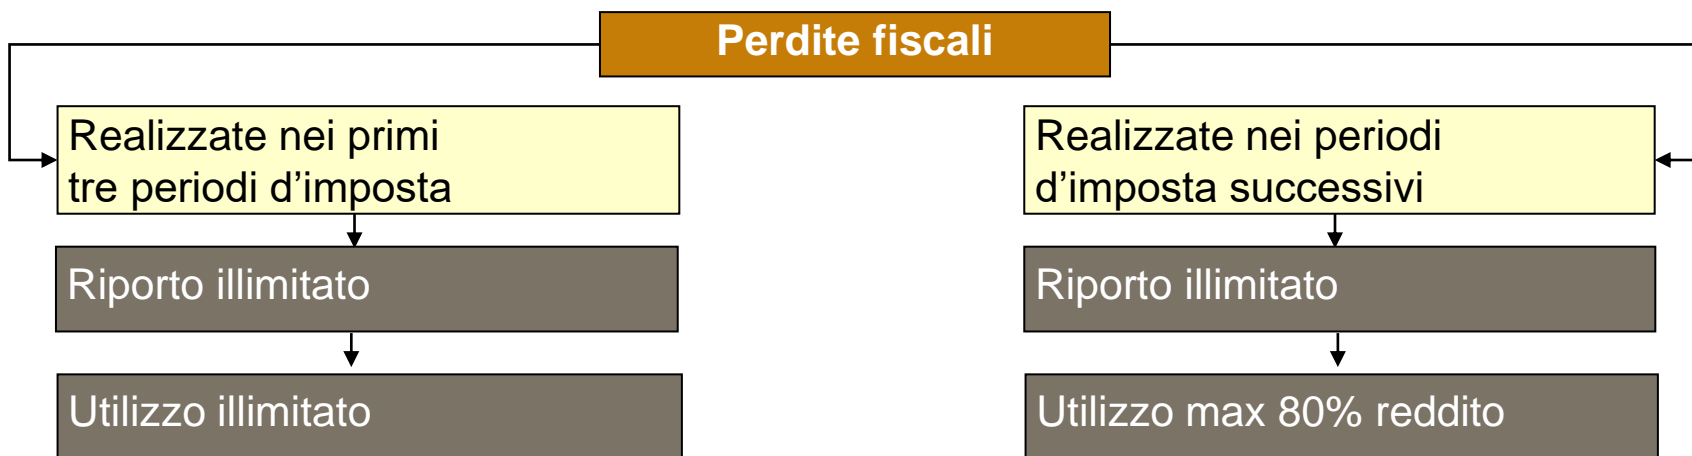 Perdite fiscali
Realizzate nei primi
tre periodi d’imposta
Riporto illimitato
Utilizzo illimitato
Realizzate nei periodi
d’imposta successivi
Riporto illimitato
Utilizzo max 80% reddito